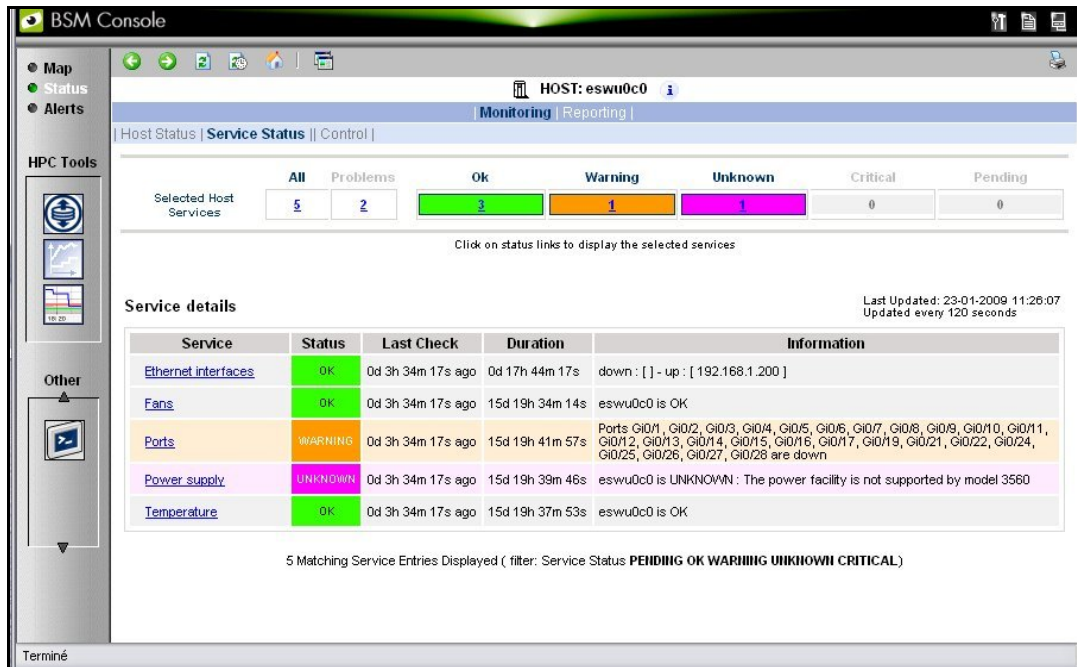 BSM Console
Map
Status
Alerts
HPC Tools
18:20
Other
HOST: eswu0c0 i
| Monitoring | Reporting |
| Host Status | Service Status || Control |
All Problems Ok Warning Unknown Critical Pending
Selected Host Services 5 2 3 1 1 0 0
Click on status links to display the selected services
Service details
Last Updated: 23-01-2009 11:26:07
Updated every 120 seconds
Service Status Last Check Duration Information
Ethernet interfaces OK 0d 3h 34m 17s ago 0d 17h 44m 17s down : [ ] - up : [ 192.168.1.200 ]
Fans OK 0d 3h 34m 17s ago 15d 19h 34m 14s eswu0c0 is OK
Ports WARNING 0d 3h 34m 17s ago 15d 19h 41m 57s Ports Gi0/1, Gi0/2, Gi0/3, Gi0/4, Gi0/5, Gi0/6, Gi0/7, Gi0/8, Gi0/9, Gi0/10, Gi0/11,
Gi0/12, Gi0/13, Gi0/14, Gi0/15, Gi0/16, Gi0/17, Gi0/19, Gi0/21, Gi0/22, Gi0/24,
Gi0/25, Gi0/26, Gi0/27, Gi0/28 are down
Power supply UNKNOWN 0d 3h 34m 17s ago 15d 19h 39m 46s eswu0c0 is UNKNOWN : The power facility is not supported by model 3560
Temperature OK 0d 3h 34m 17s ago 15d 19h 37m 53s eswu0c0 is OK
5 Matching Service Entries Displayed ( filter: Service Status PENDING OK WARNING UNKNOWN CRITICAL )
Terminé